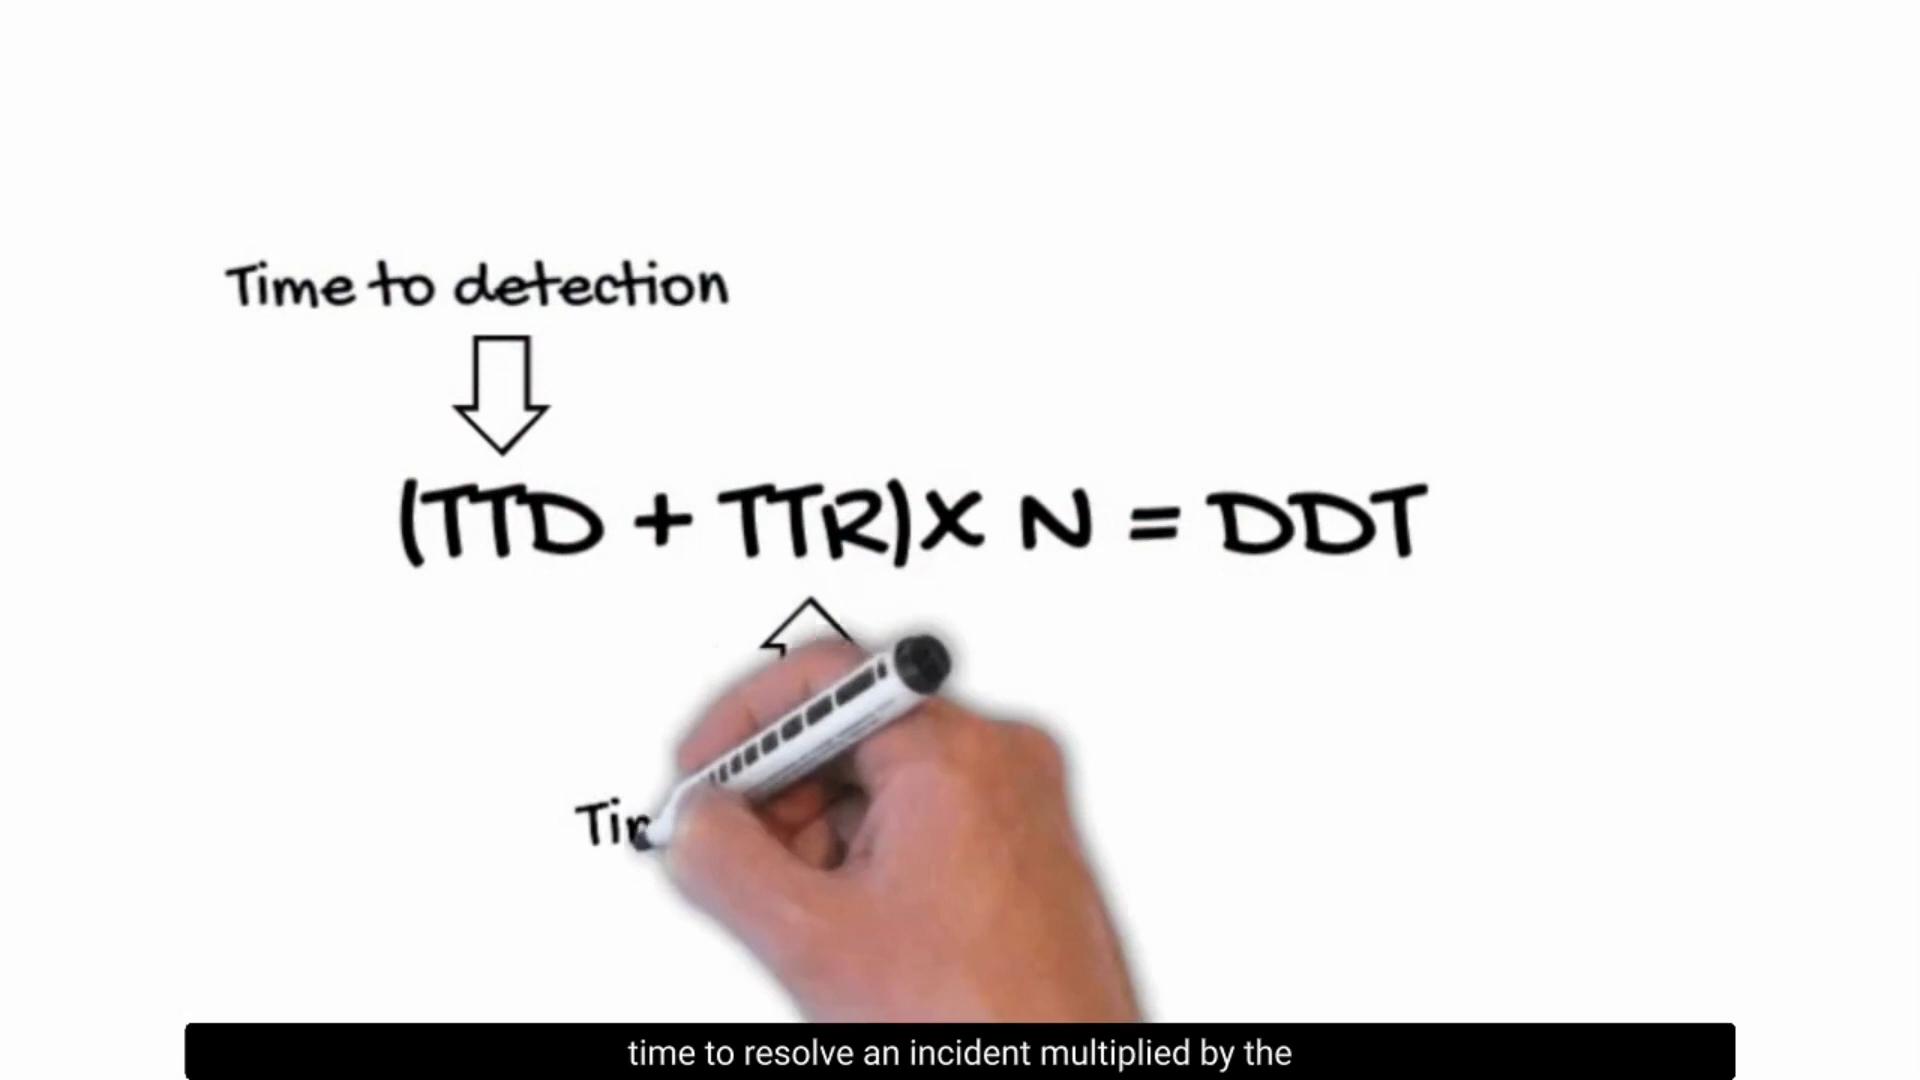 Time to detection
(TTD + TTR) X N = DDT
time to resolve an incident multiplied by the